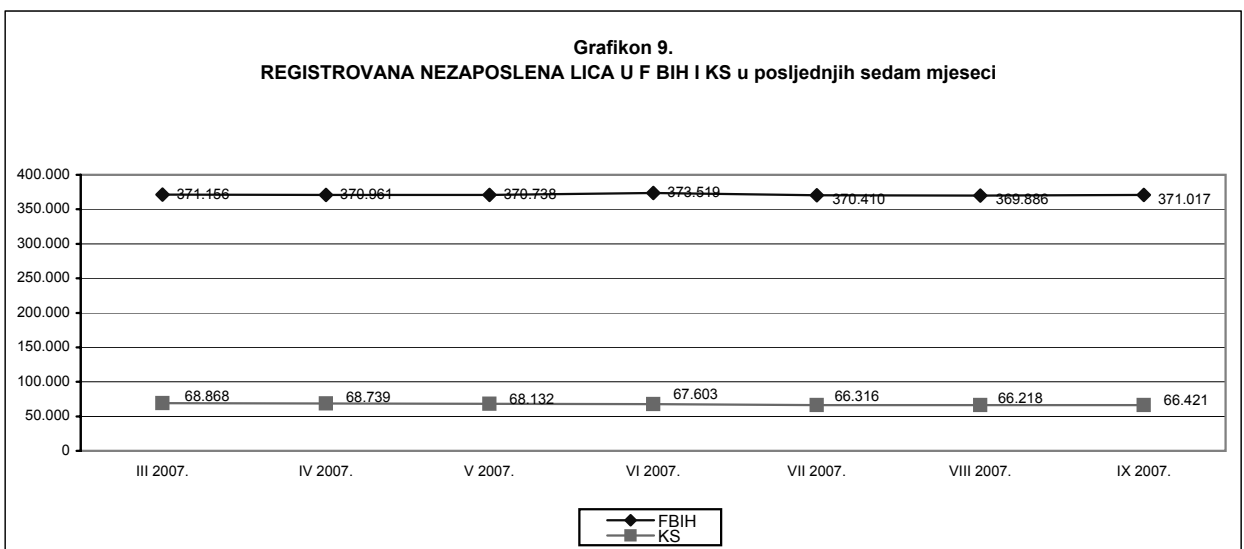 Grafikon 9.
REGISTROVANA NEZAPOSLENA LICA U F BIH I KS u posljednjih sedam mjeseci
400.000
371.156 370.961 370.738 373.519 370.410 369.886 371.017
350.000
300.000
250.000
200.000
150.000
100.000
68.868 68.739 68.132 67.603 66.316 66.218 66.421
50.000
0
III 2007. IV 2007. V 2007. VI 2007. VII 2007. VIII 2007. IX 2007.
FBIH
KS